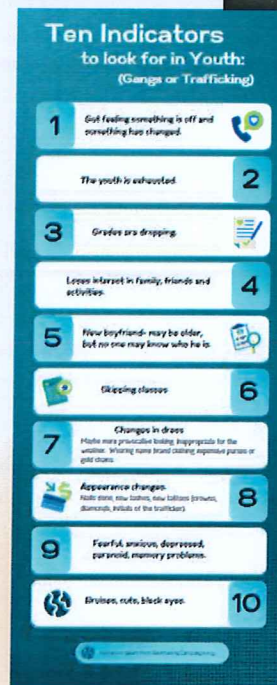 Ten Indicators
to look for in Youth:
(Gangs or Trafficking)
1
Gut feeling something is off and
something has changed.
The youth is exhausted.
2
3
Grades are dropping.
Loses interest in family, friends and
activities.
4
5
New boyfriend- may be older,
but no one may know who he is.
Skipping classes
6
7
Changes in dress
Maybe more provocative looking, inappropriate for the
weather. Wearing name brand clothing, expensive purses or
gold chains.
Appearance changes.
Nails done, new lashes, new tattoos (crowns,
diamonds, initials of the trafficker).
8
9
Fearful, anxious, depressed,
paranoid, memory problems.
Bruises, cuts, black eyes.
10